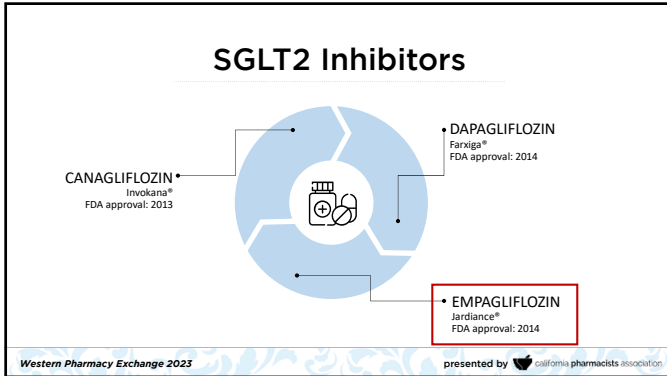 SGLT2 Inhibitors
DAPAGLIFLOZIN
Farxiga®
FDA approval: 2014
CANAGLIFLOZIN
Invokana®
FDA approval: 2013
EMPAGLIFLOZIN
Jardiance®
FDA approval: 2014
Western Pharmacy Exchange 2023
presented by california pharmacists association